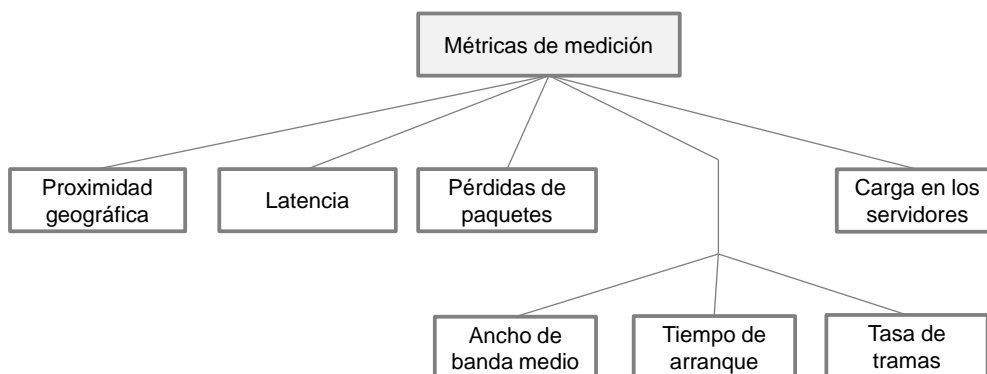 Métricas de medición
Proximidad
geográfica
Latencia
Pérdidas de
paquetes
Carga en los
servidores
Ancho de
banda medio
Tiempo de
arranque
Tasa de
tramas